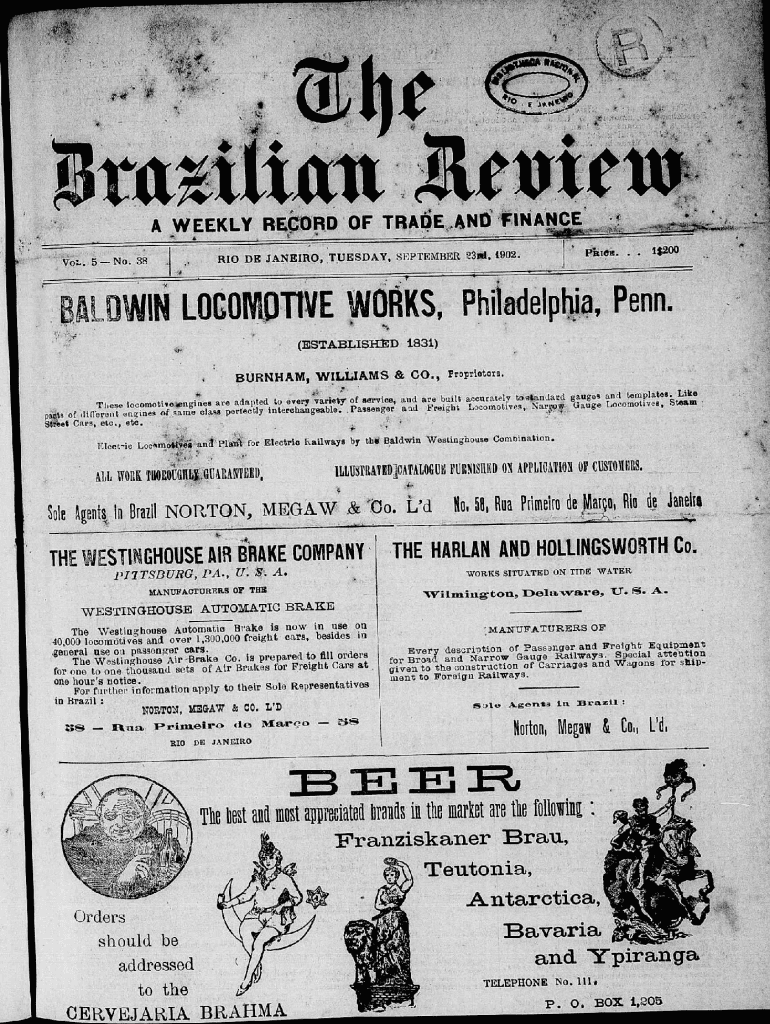 R
BIBLIOTHECA NACIONAL
RIO DE JANEIRO
The
Brazilian Review
A WEEKLY RECORD OF TRADE AND FINANCE
VOL. 5 — No. 38
RIO DE JANEIRO, TUESDAY, SEPTEMBER 23rd, 1902.
PRICE. . . 1$200
BALDWIN LOCOMOTIVE WORKS, Philadelphia, Penn.
(ESTABLISHED 1831)
BURNHAM, WILLIAMS & CO., Proprietors.
These locomotive engines are adapted to every variety of service, and are built accurately to standard gauges and templates. Like
parts of different engines of same class perfectly interchangeable. Passenger and Freight Locomotives, Narrow Gauge Locomotives, Steam
Street Cars, etc., etc.
Electric Locomotives and Plant for Electric Railways by the Baldwin Westinghouse Combination.
ALL WORK THOROUGHLY GUARANTEED,
ILLUSTRATED CATALOGUE FURNISHED ON APPLICATION OF CUSTOMERS.
Sole Agents in Brazil NORTON, MEGAW & Co. L'd No. 58, Rua Primeiro de Março, Rio de Janeiro
THE WESTINGHOUSE AIR BRAKE COMPANY
PITTSBURG, PA., U. S. A.
MANUFACTURERS OF THE
WESTINGHOUSE AUTOMATIC BRAKE
The Westinghouse Automatic Brake is now in use on
40,000 locomotives and over 1,300,000 freight cars, besides in
general use on passenger cars.
The Westinghouse Air-Brake Co. is prepared to fill orders
for one to one thousand sets of Air Brakes for Freight Cars at
one hour's notice.
For further information apply to their Sole Representatives
in Brazil :
NORTON, MEGAW & CO. L'D
58 — Rua Primeiro de Março — 58
RIO DE JANEIRO
THE HARLAN AND HOLLINGSWORTH Co.
WORKS SITUATED ON TIDE WATER
Wilmington, Delaware, U. S. A.
MANUFATURERS OF
Every description of Passenger and Freight Equipment
for Broad and Narrow Gauge Railways. Special attention
given to the construction of Carriages and Wagons for ship-
ment to Foreign Railways.
Sole Agents in Brazil :
Norton, Megaw & Co., L'd.
BEER
The best and most appreciated brands in the market are the following :
Franziskaner Brau,
Teutonia,
Antarctica,
Bavaria
and Ypiranga
Orders
should be
addressed
to the
CERVEJARIA BRAHMA
TELEPHONE No. 111.
P. O. BOX 1,205